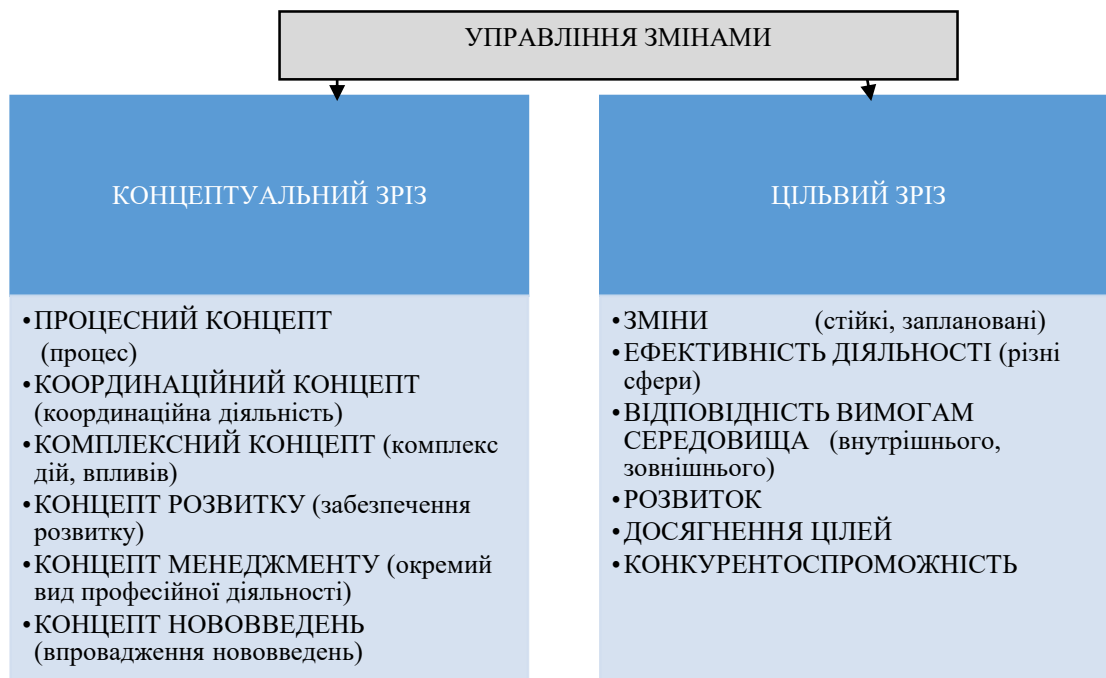 УПРАВЛІННЯ ЗМІНАМИ
КОНЦЕПТУАЛЬНИЙ ЗРІЗ
•ПРОЦЕСНИЙ КОНЦЕПТ
(процес)
•КООРДИНАЦІЙНИЙ КОНЦЕПТ
(координаційна діяльність)
•КОМПЛЕКСНИЙ КОНЦЕПТ (комплекс
дій, впливів)
•КОНЦЕПТ РОЗВИТКУ (забезпечення
розвитку)
•КОНЦЕПТ МЕНЕДЖМЕНТУ (окремий
вид професійної діяльності)
•КОНЦЕПТ НОВОВВЕДЕНЬ
(впровадження нововведень)
ЦІЛЬВИЙ ЗРІЗ
•ЗМІНИ (стійкі, заплановані)
•ЕФЕКТИВНІСТЬ ДІЯЛЬНОСТІ (різні
сфери)
•ВІДПОВІДНІСТЬ ВИМОГАМ
СЕРЕДОВИЩА (внутрішнього,
зовнішнього)
•РОЗВИТОК
•ДОСЯГНЕННЯ ЦІЛЕЙ
•КОНКУРЕНТОСПРОМОЖНІСТЬ